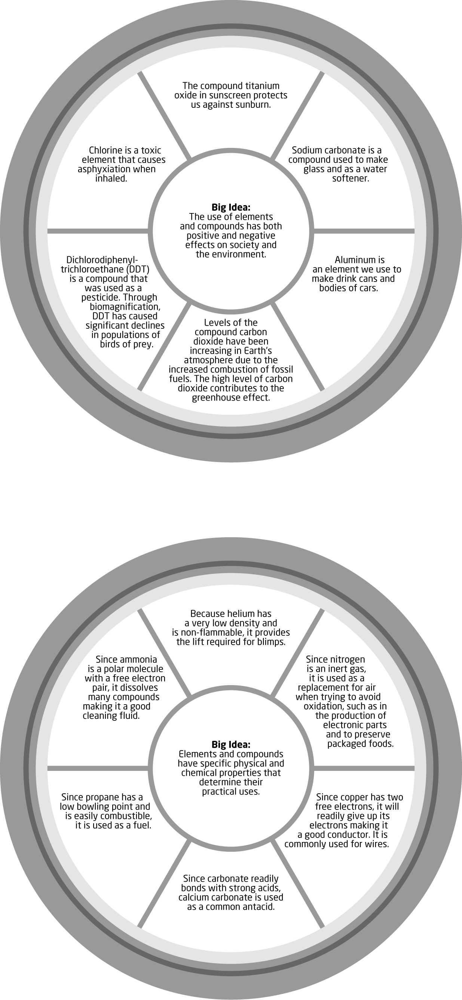 The compound titanium
oxide in sunscreen protects
us against sunburn.
Sodium carbonate is a
compound used to make
glass and as a water
softener.
Aluminum is
an element we use to
make drink cans and
bodies of cars.
Levels of the
compound carbon
dioxide have been
increasing in Earth's
atmosphere due to the
increased combustion of fossil
fuels. The high level of carbon
dioxide contributes to the
greenhouse effect.
Dichlorodiphenyl-
trichloroethane (DDT)
is a compound that
was used as a
pesticide. Through
biomagnification,
DDT has caused
significant declines
in populations of
birds of prey.
Chlorine is a toxic
element that causes
asphyxiation when
inhaled.
Big Idea:
The use of elements
and compounds has both
positive and negative
effects on society and
the environment.
Because helium has
a very low density and
is non-flammable, it provides
the lift required for blimps.
Since nitrogen
is an inert gas,
it is used as a
replacement for air
when trying to avoid
oxidation, such as in
the production of
electronic parts
and to preserve
packaged foods.
Since copper has two
free electrons, it will
readily give up its
electrons making it
a good conductor. It is
commonly used for wires.
Since carbonate readily
bonds with strong acids,
calcium carbonate is used
as a common antacid.
Since propane has a
low bowling point and
is easily combustible,
it is used as a fuel.
Since ammonia
is a polar molecule
with a free electron
pair, it dissolves
many compounds
making it a good
cleaning fluid.
Big Idea:
Elements and compounds
have specific physical and
chemical properties that
determine their
practical uses.